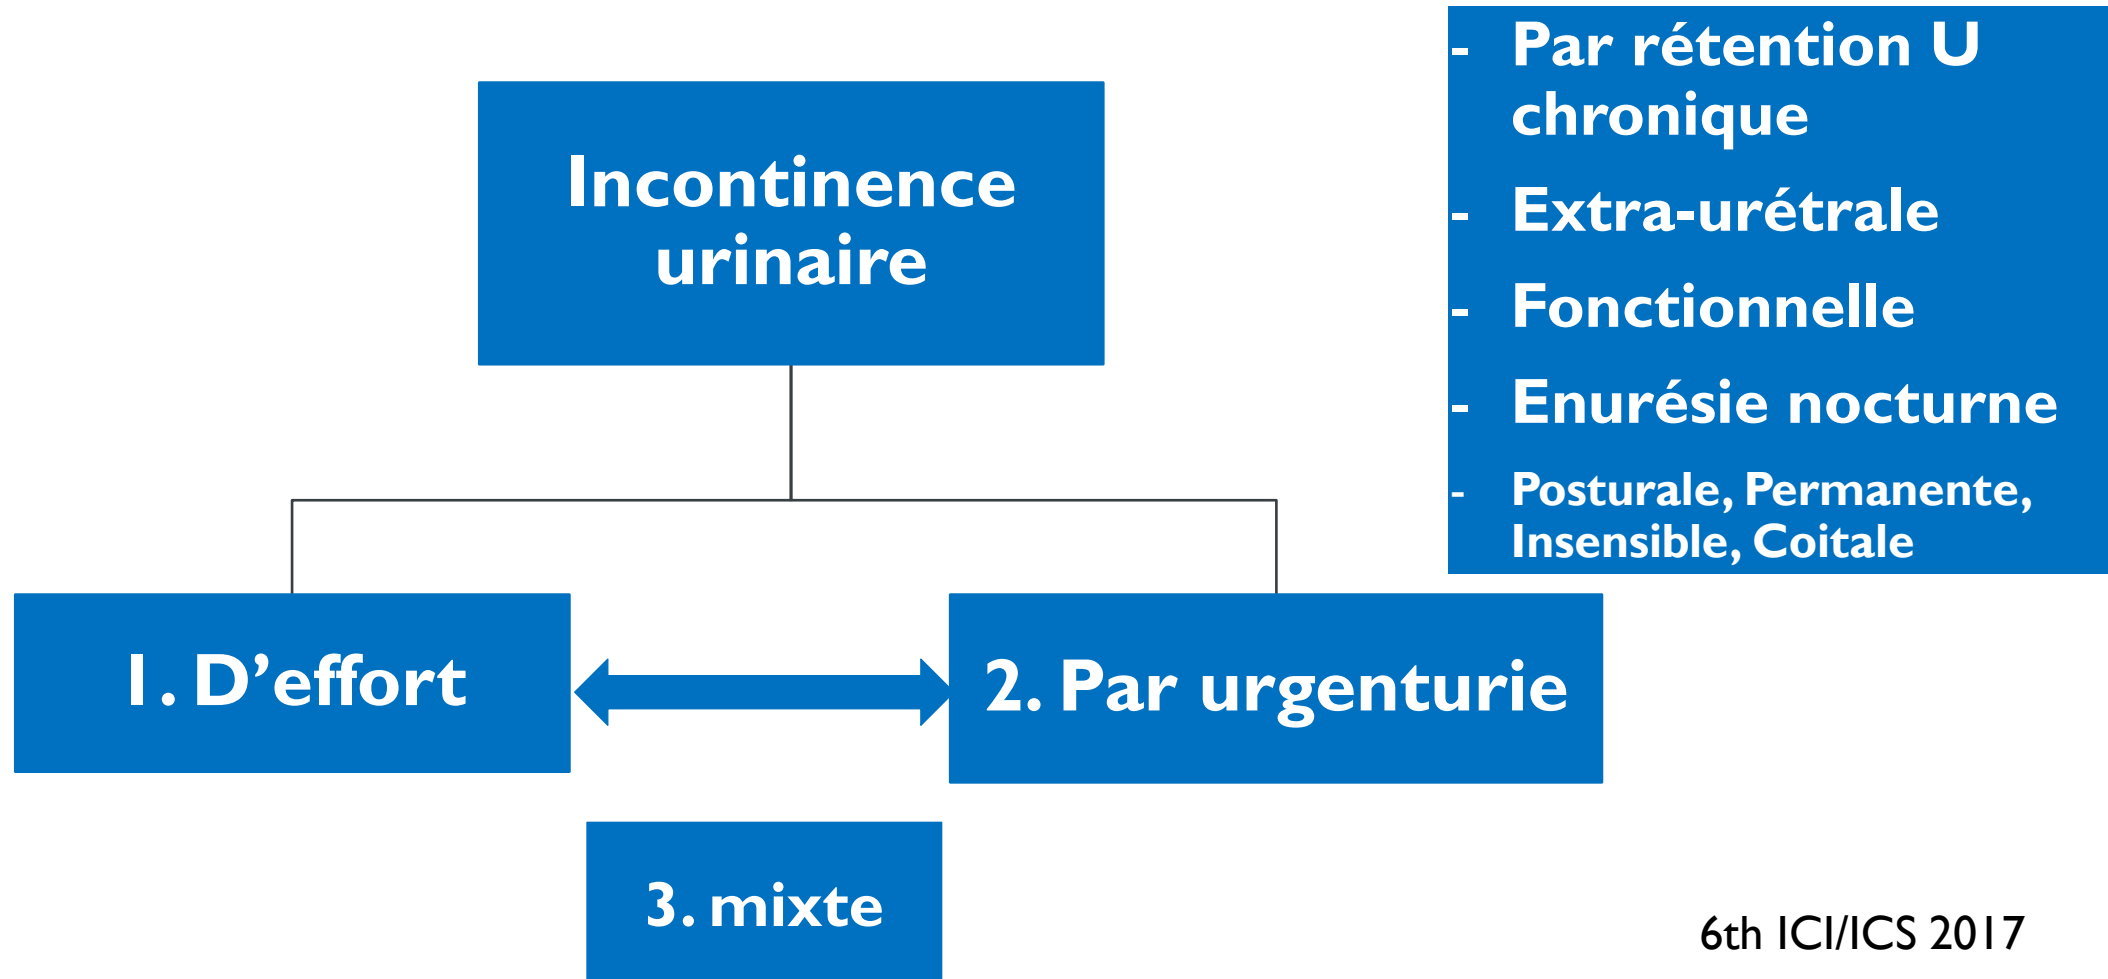 Incontinence
urinaire
- Par rétention U
chronique
- Extra-urétrale
- Fonctionnelle
- Enurésie nocturne
- Posturale, Permanente,
Insensible, Coitale
1. D’effort
2. Par urgenturie
3. mixte
6th ICI/ICS 2017